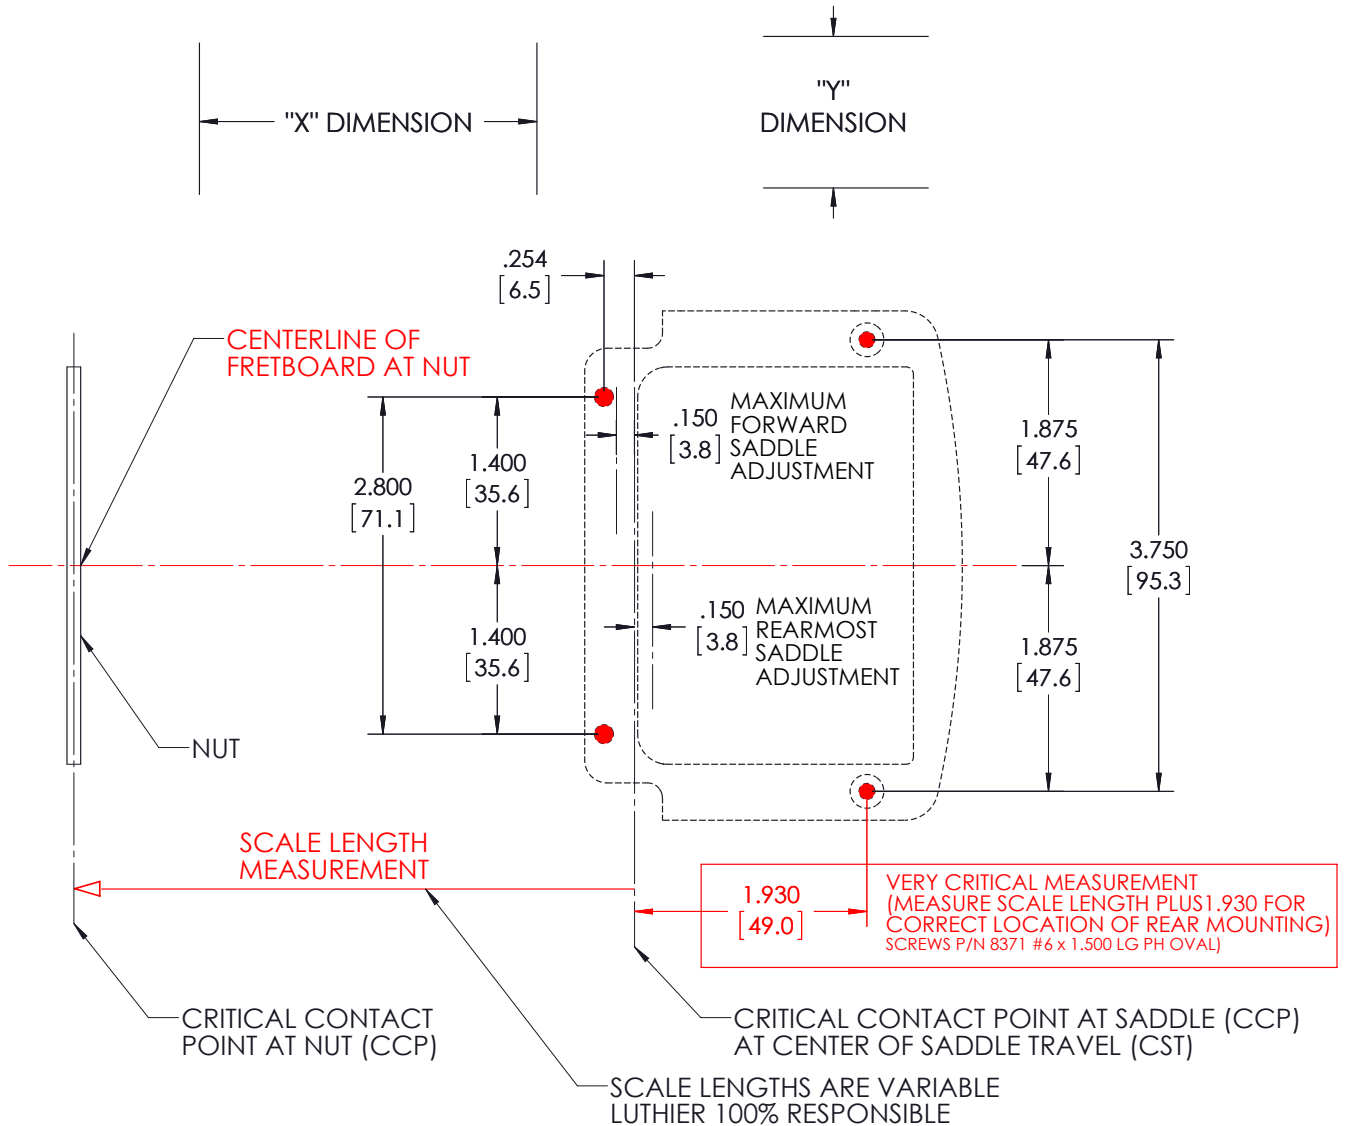 "X" DIMENSION
"Y"
DIMENSION
.254
[6.5]
CENTERLINE OF
FRETBOARD AT NUT
.150
[3.8]
MAXIMUM
FORWARD
SADDLE
ADJUSTMENT
1.875
[47.6]
1.400
[35.6]
2.800
[71.1]
3.750
[95.3]
.150
[3.8]
MAXIMUM
REARMOST
SADDLE
ADJUSTMENT
1.400
[35.6]
1.875
[47.6]
NUT
SCALE LENGTH
MEASUREMENT
1.930
[49.0]
VERY CRITICAL MEASUREMENT
(MEASURE SCALE LENGTH PLUS1.930 FOR
CORRECT LOCATION OF REAR MOUNTING)
SCREWS P/N 8371 #6 x 1.500 LG PH OVAL)
CRITICAL CONTACT
POINT AT NUT (CCP)
CRITICAL CONTACT POINT AT SADDLE (CCP)
AT CENTER OF SADDLE TRAVEL (CST)
SCALE LENGTHS ARE VARIABLE
LUTHIER 100% RESPONSIBLE